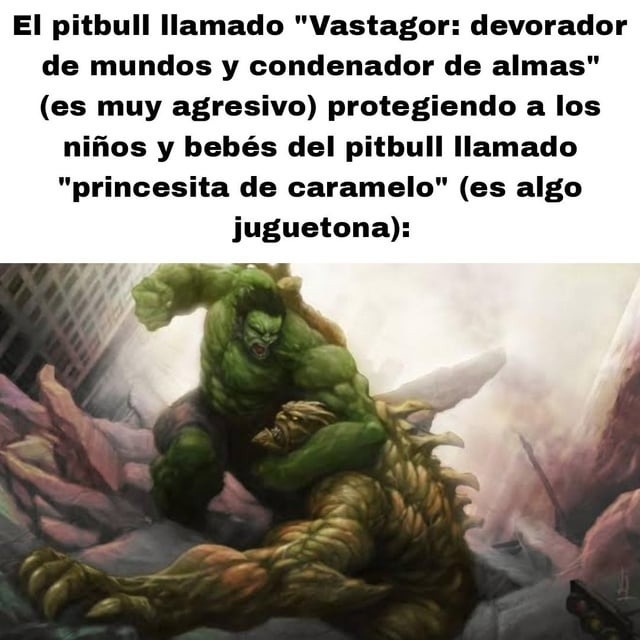 El pitbull llamado "Vastagor: devorador
de mundos y condenador de almas"
(es muy agresivo) protegiendo a los
niños y bebés del pitbull llamado
"princesita de caramelo" (es algo
juguetona):